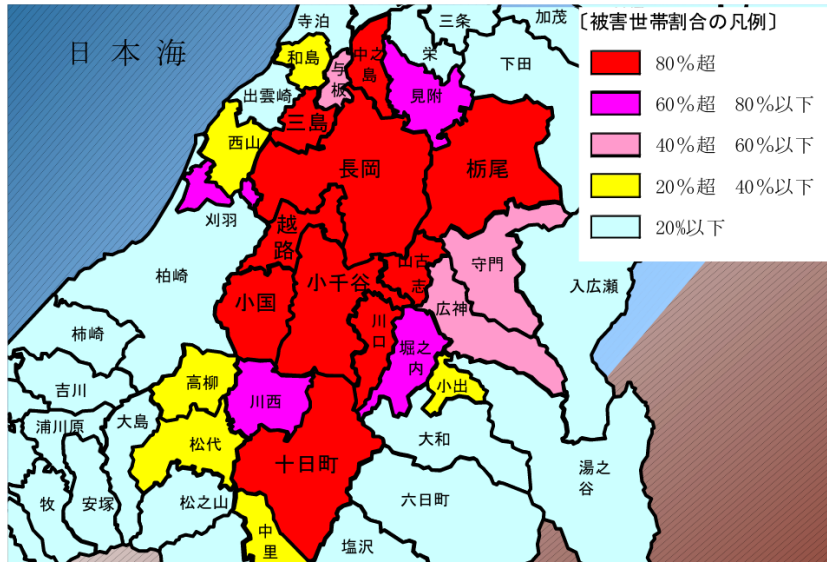 日本海
寺泊
三条
加茂
和島
与板
中之島
栄
下田
出雲崎
三島
見附
西山
長岡
栃尾
刈羽
越路
柏崎
小国
小千谷
山古志
守門
入広瀬
広神
川口
堀之内
柿崎
高柳
川西
小出
吉川
大島
浦川原
松代
十日町
大和
湯之谷
牧
安塚
松之山
六日町
中里
塩沢
〔被害世帯割合の凡例〕
80%超
60%超 80%以下
40%超 60%以下
20%超 40%以下
20%以下